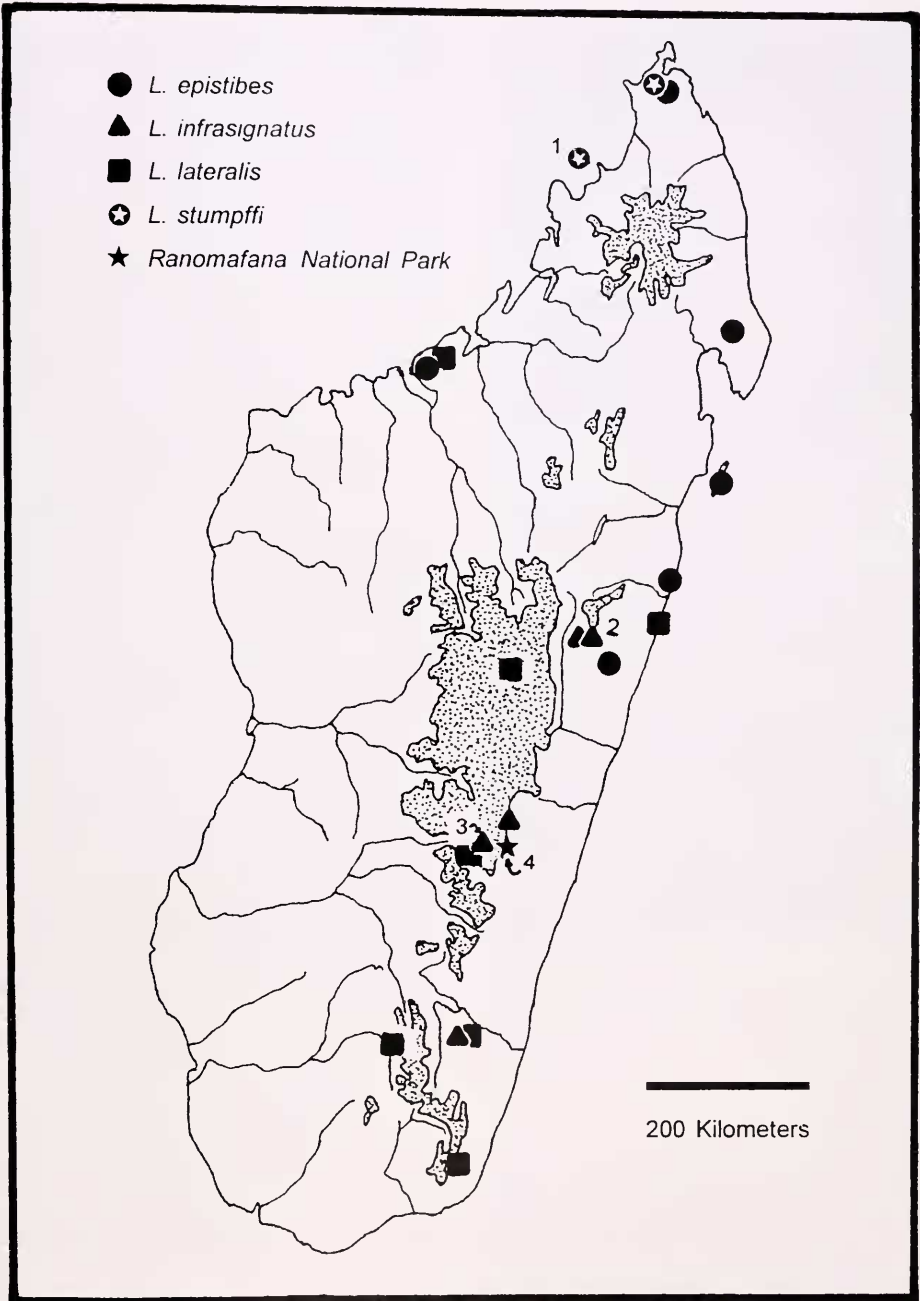 L. epistibes
L. infrasignatus
L. lateralis
L. stumpffi
Ranomafana National Park
1
2
3
4
200 Kilometers